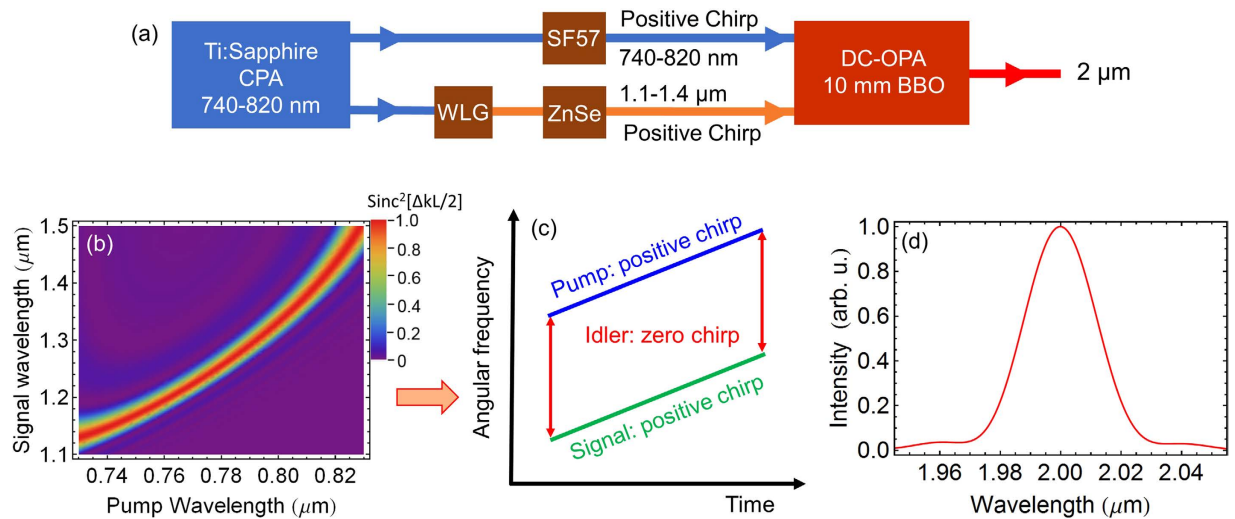 (a)
Ti:Sapphire
CPA
740-820 nm
SF57
Positive Chirp
740-820 nm
WLG
ZnSe
1.1-1.4 μm
Positive Chirp
DC-OPA
10 mm BBO
2 μm
(b)
Sinc²[ΔkL/2]
1.0
0.8
0.6
0.4
0.2
0
Signal wavelength (μm)
1.5
1.4
1.3
1.2
1.1
0.74 0.76 0.78 0.80 0.82
Pump Wavelength (μm)
(c)
Angular frequency
Pump: positive chirp
Idler: zero chirp
Signal: positive chirp
Time
(d)
Intensity (arb. u.)
1.0
0.8
0.6
0.4
0.2
0.0
1.96 1.98 2.00 2.02 2.04
Wavelength (μm)